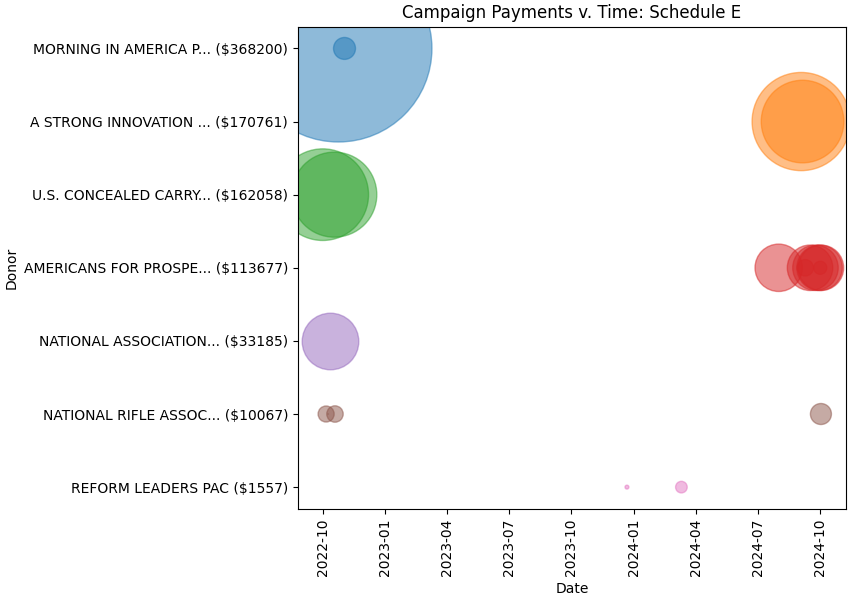 Campaign Payments v. Time: Schedule E
MORNING IN AMERICA P... ($368200)
A STRONG INNOVATION ... ($170761)
U.S. CONCEALED CARRY... ($162058)
AMERICANS FOR PROSPE... ($113677)
NATIONAL ASSOCIATION... ($33185)
NATIONAL RIFLE ASSOC... ($10067)
REFORM LEADERS PAC ($1557)
Donor
2022-10
2023-01
2023-04
2023-07
2023-10
2024-01
2024-04
2024-07
2024-10
Date